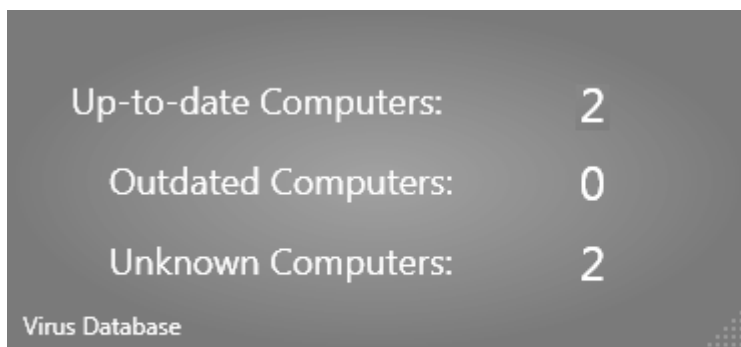 Up-to-date Computers: 2
Outdated Computers: 0
Unknown Computers: 2
Virus Database